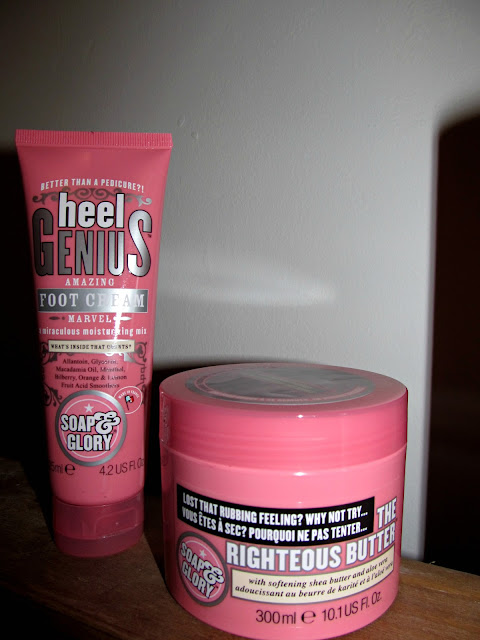 BETTER THAN A PEDICURE?!
heel
GENIUS™
AMAZING
FOOT CREAM
MARVEL
a miraculous moisturizing mix
WHAT'S INSIDE THAT COUNTS?
Allantoin, Glycerin,
Macadamia Oil, Menthol,
Bilberry, Orange & Lemon
Fruit Acid Smoothies
SOAP
&
GLORY
5ml e 4.2 US Fl. Oz.
LOST THAT RUBBING FEELING? WHY NOT TRY...
VOUS ÊTES À SEC? POURQUOI NE PAS TENTER...
THE
RIGHTEOUS BUTTER
SOAP &
GLORY
with softening shea butter and aloe vera
adoucissant au beurre de karité et à l'aloe vera
300ml e 10.1 US Fl. Oz.